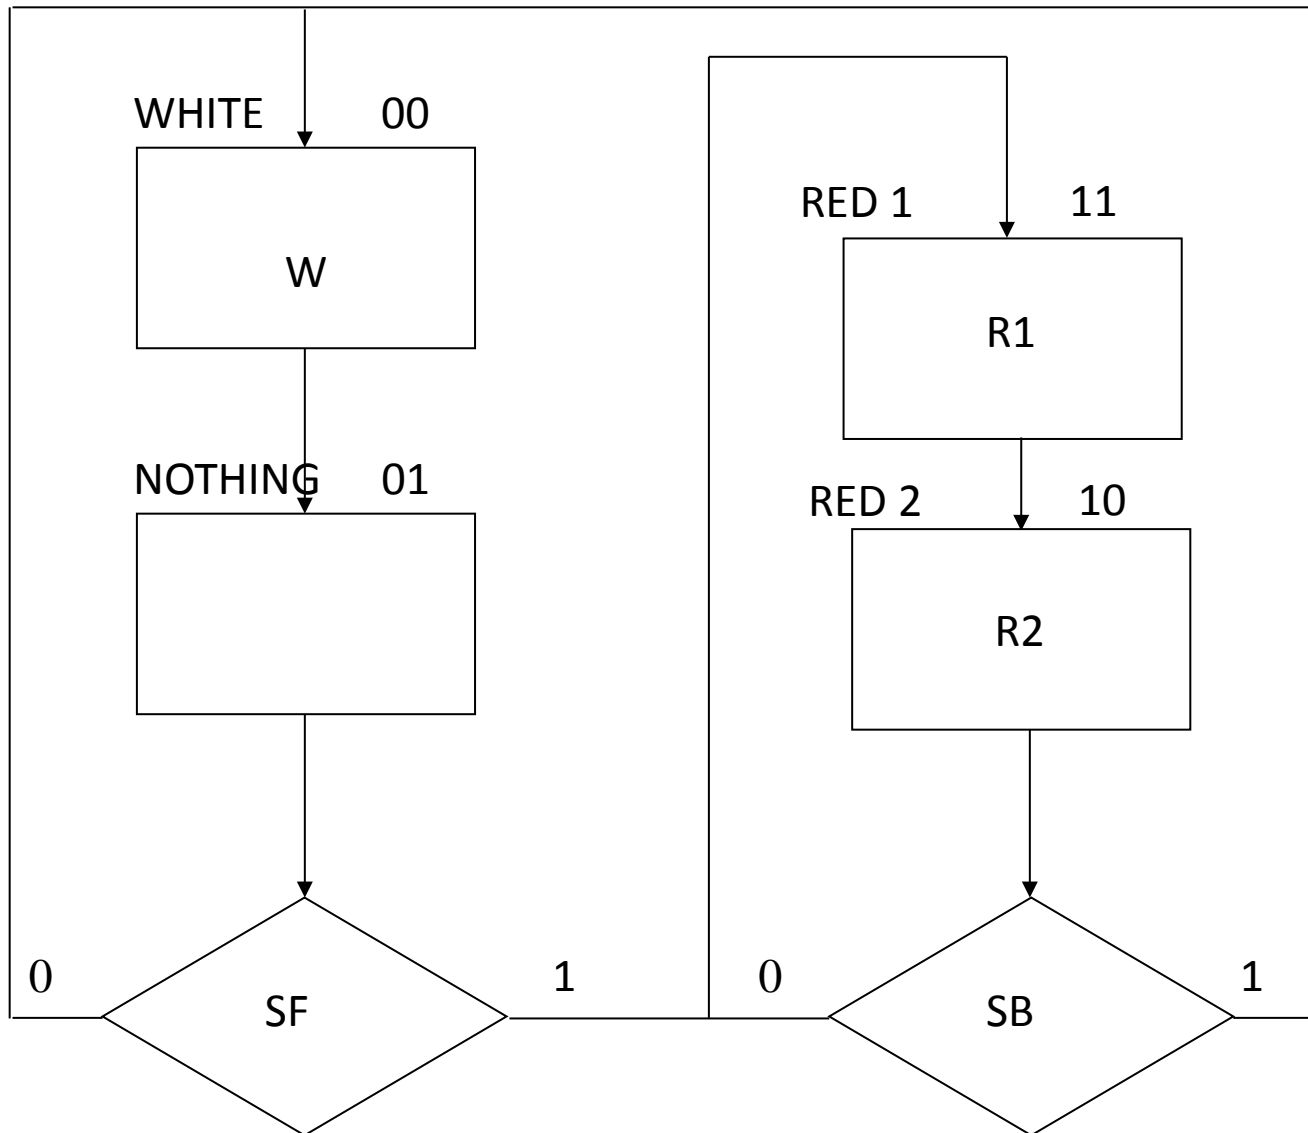 WHITE 00
W
NOTHING 01
0 SF 1
RED 1 11
R1
RED 2 10
R2
0 SB 1